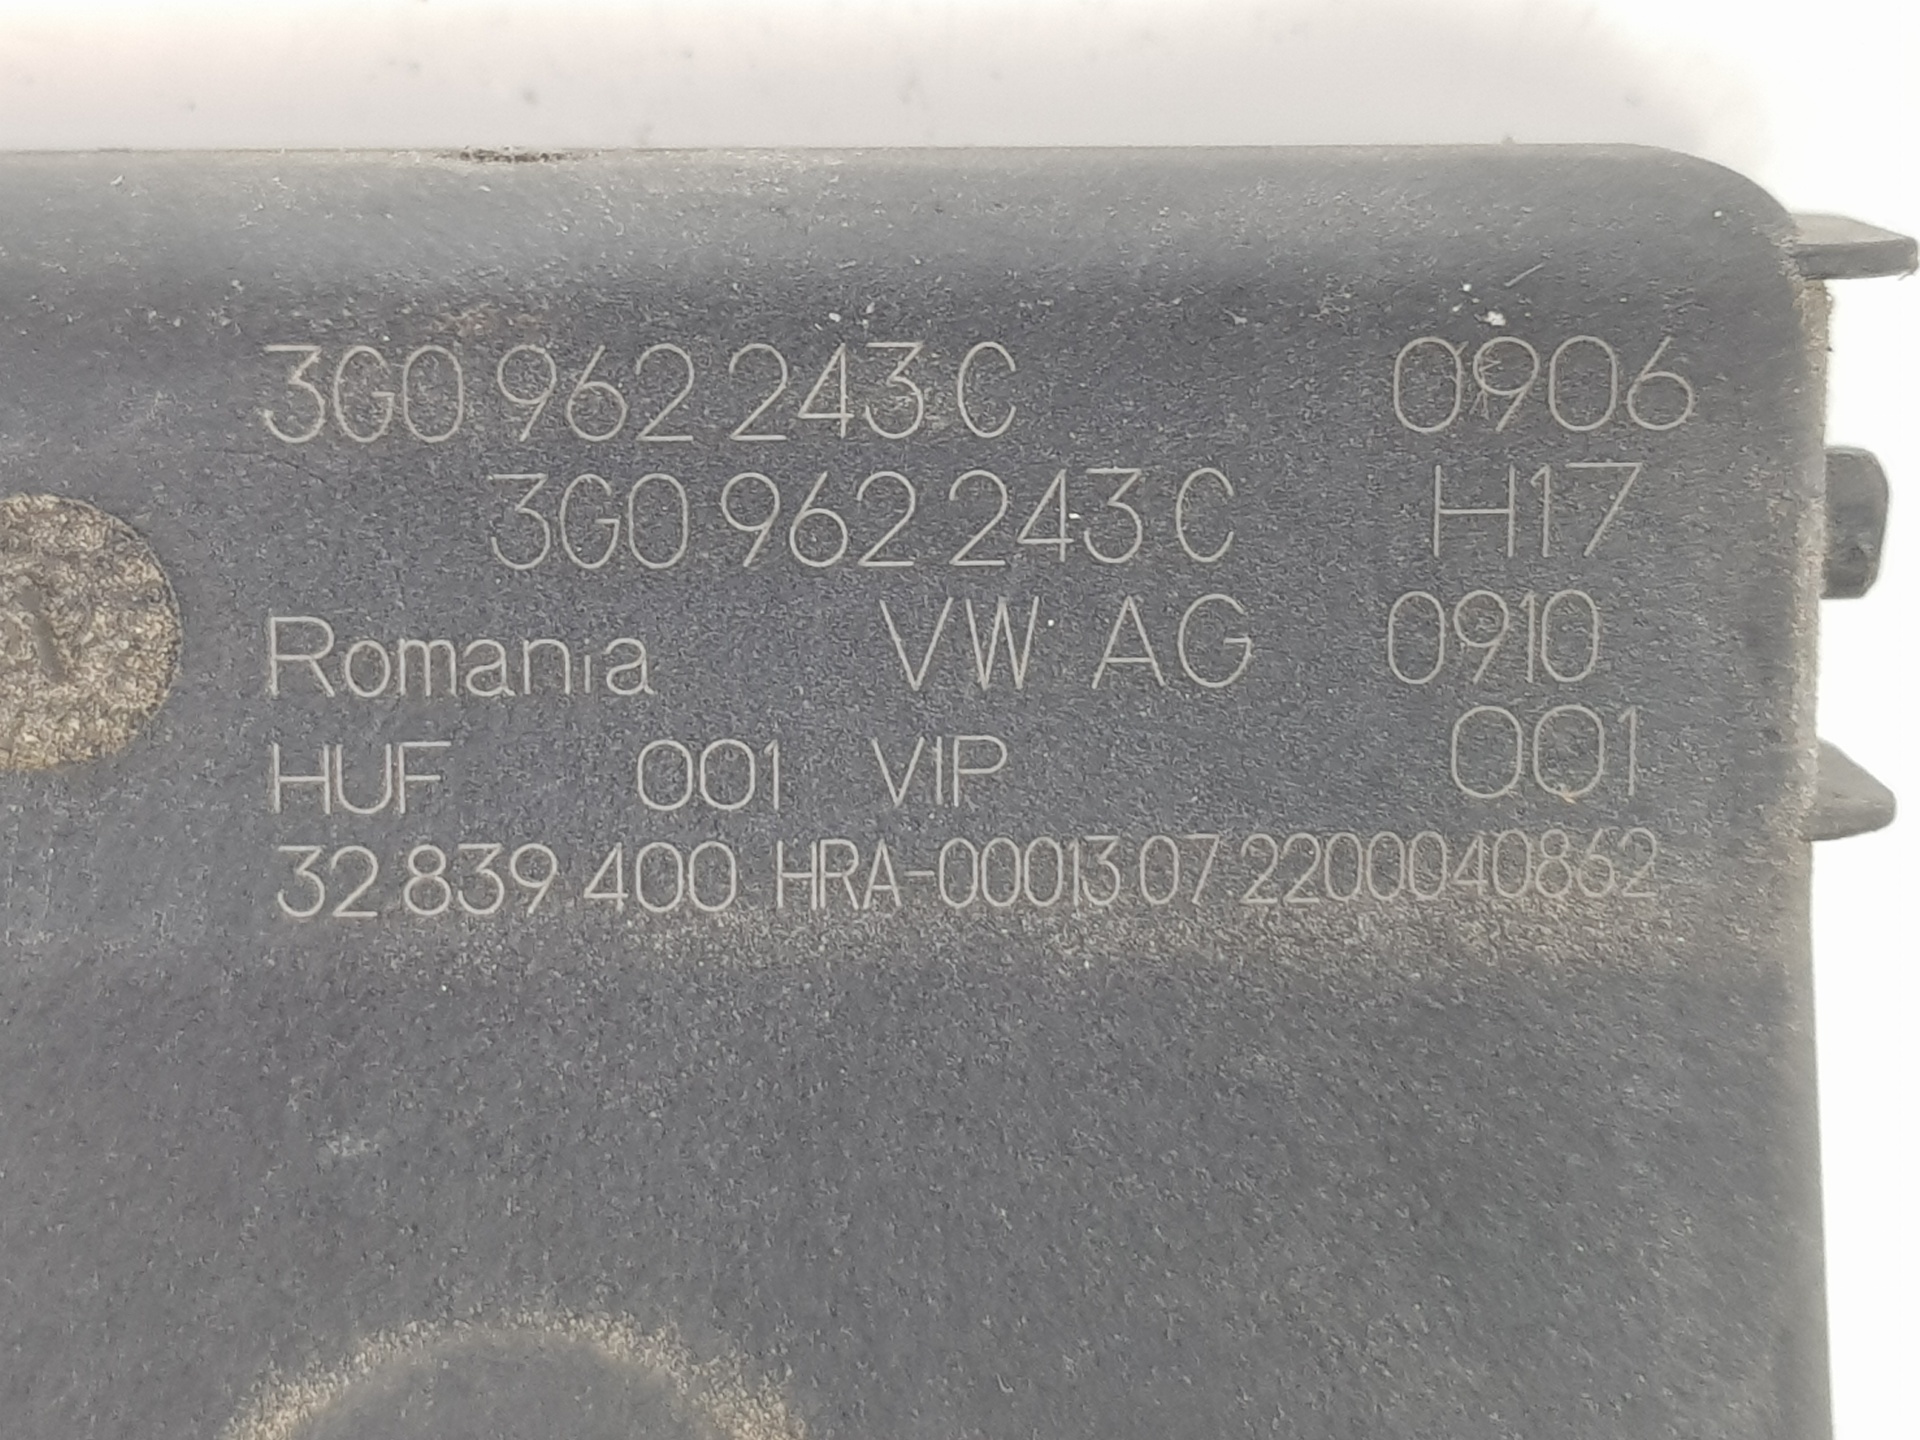 3G0 962 243 C 0906
3G0 962 243 C H17
Romania VW AG 0910
HUF 001 VIP 001
32 839 400 HRA-00013 07 2200040862